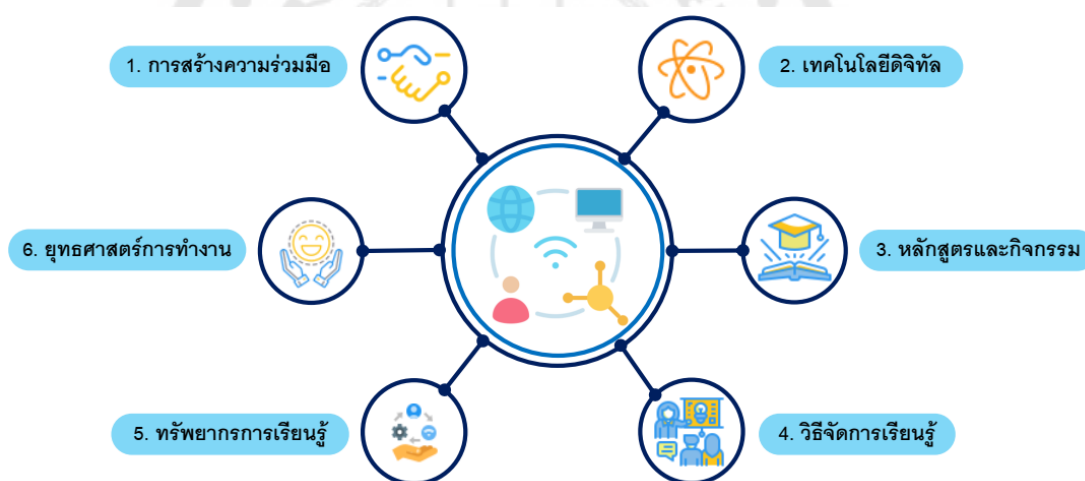 1. การสร้างความร่วมมือ
2. เทคโนโลยีดิจิทัล
3. หลักสูตรและกิจกรรม
4. วิธีจัดการเรียนรู้
5. ทรัพยากรการเรียนรู้
6. ยุทธศาสตร์การทำงาน